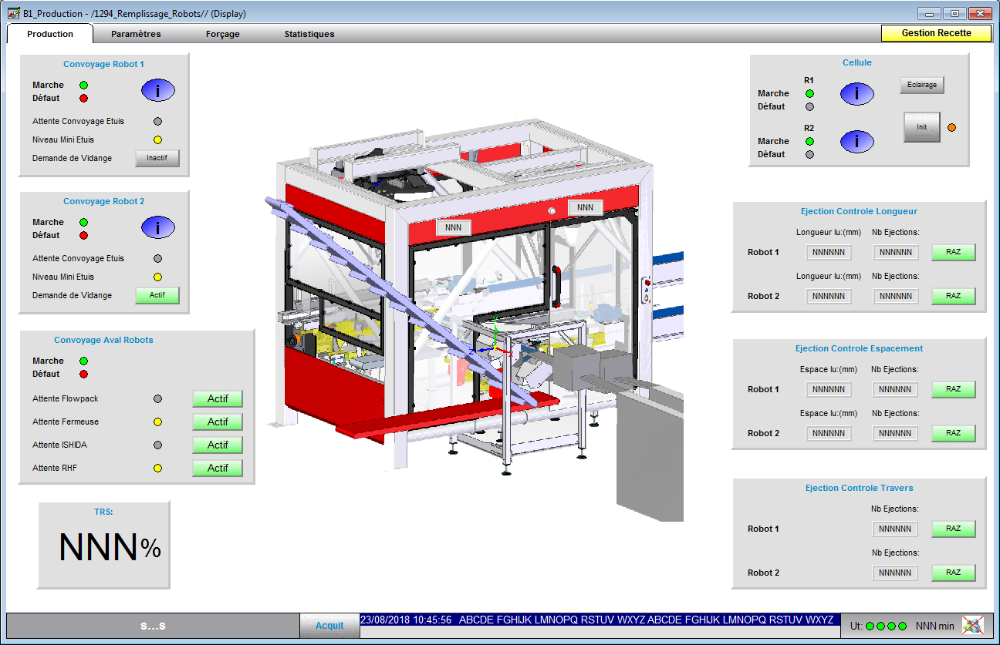 B1_Production - /1294_Remplissage_Robots// (Display)
Production Paramètres Forçage Statistiques Gestion Recette
Convoyage Robot 1
Marche
Défaut
i
Attente Convoyage Etuis
Niveau Mini Etuis
Demande de Vidange Inactif
Convoyage Robot 2
Marche
Défaut
i
Attente Convoyage Etuis
Niveau Mini Etuis
Demande de Vidange Actif
Convoyage Aval Robots
Marche
Défaut
Attente Flowpack Actif
Attente Fermeuse Actif
Attente ISHIDA Actif
Attente RHF Actif
TRS:
NNN%
NNN
NNN
Z
Cellule
R1
Marche
Défaut
i
Eclairage
R2
Marche
Défaut
i
Init
Ejection Controle Longueur
Longueur lu:(mm) Nb Ejections:
Robot 1 NNNNNN NNNNNN RAZ
Longueur lu:(mm) Nb Ejections:
Robot 2 NNNNNN NNNNNN RAZ
Ejection Controle Espacement
Espace lu:(mm) Nb Ejections:
Robot 1 NNNNNN NNNNNN RAZ
Espace lu:(mm) Nb Ejections:
Robot 2 NNNNNN NNNNNN RAZ
Ejection Controle Travers
Nb Ejections:
Robot 1 NNNNNN RAZ
Nb Ejections:
Robot 2 NNNNNN RAZ
s...s Acquit 23/08/2018 10:45:56 ABCDE FGHIJK LMNOPQ RSTUV WXYZ ABCDE FGHIJK LMNOPQ RSTUV WXYZ Ut: NNN min